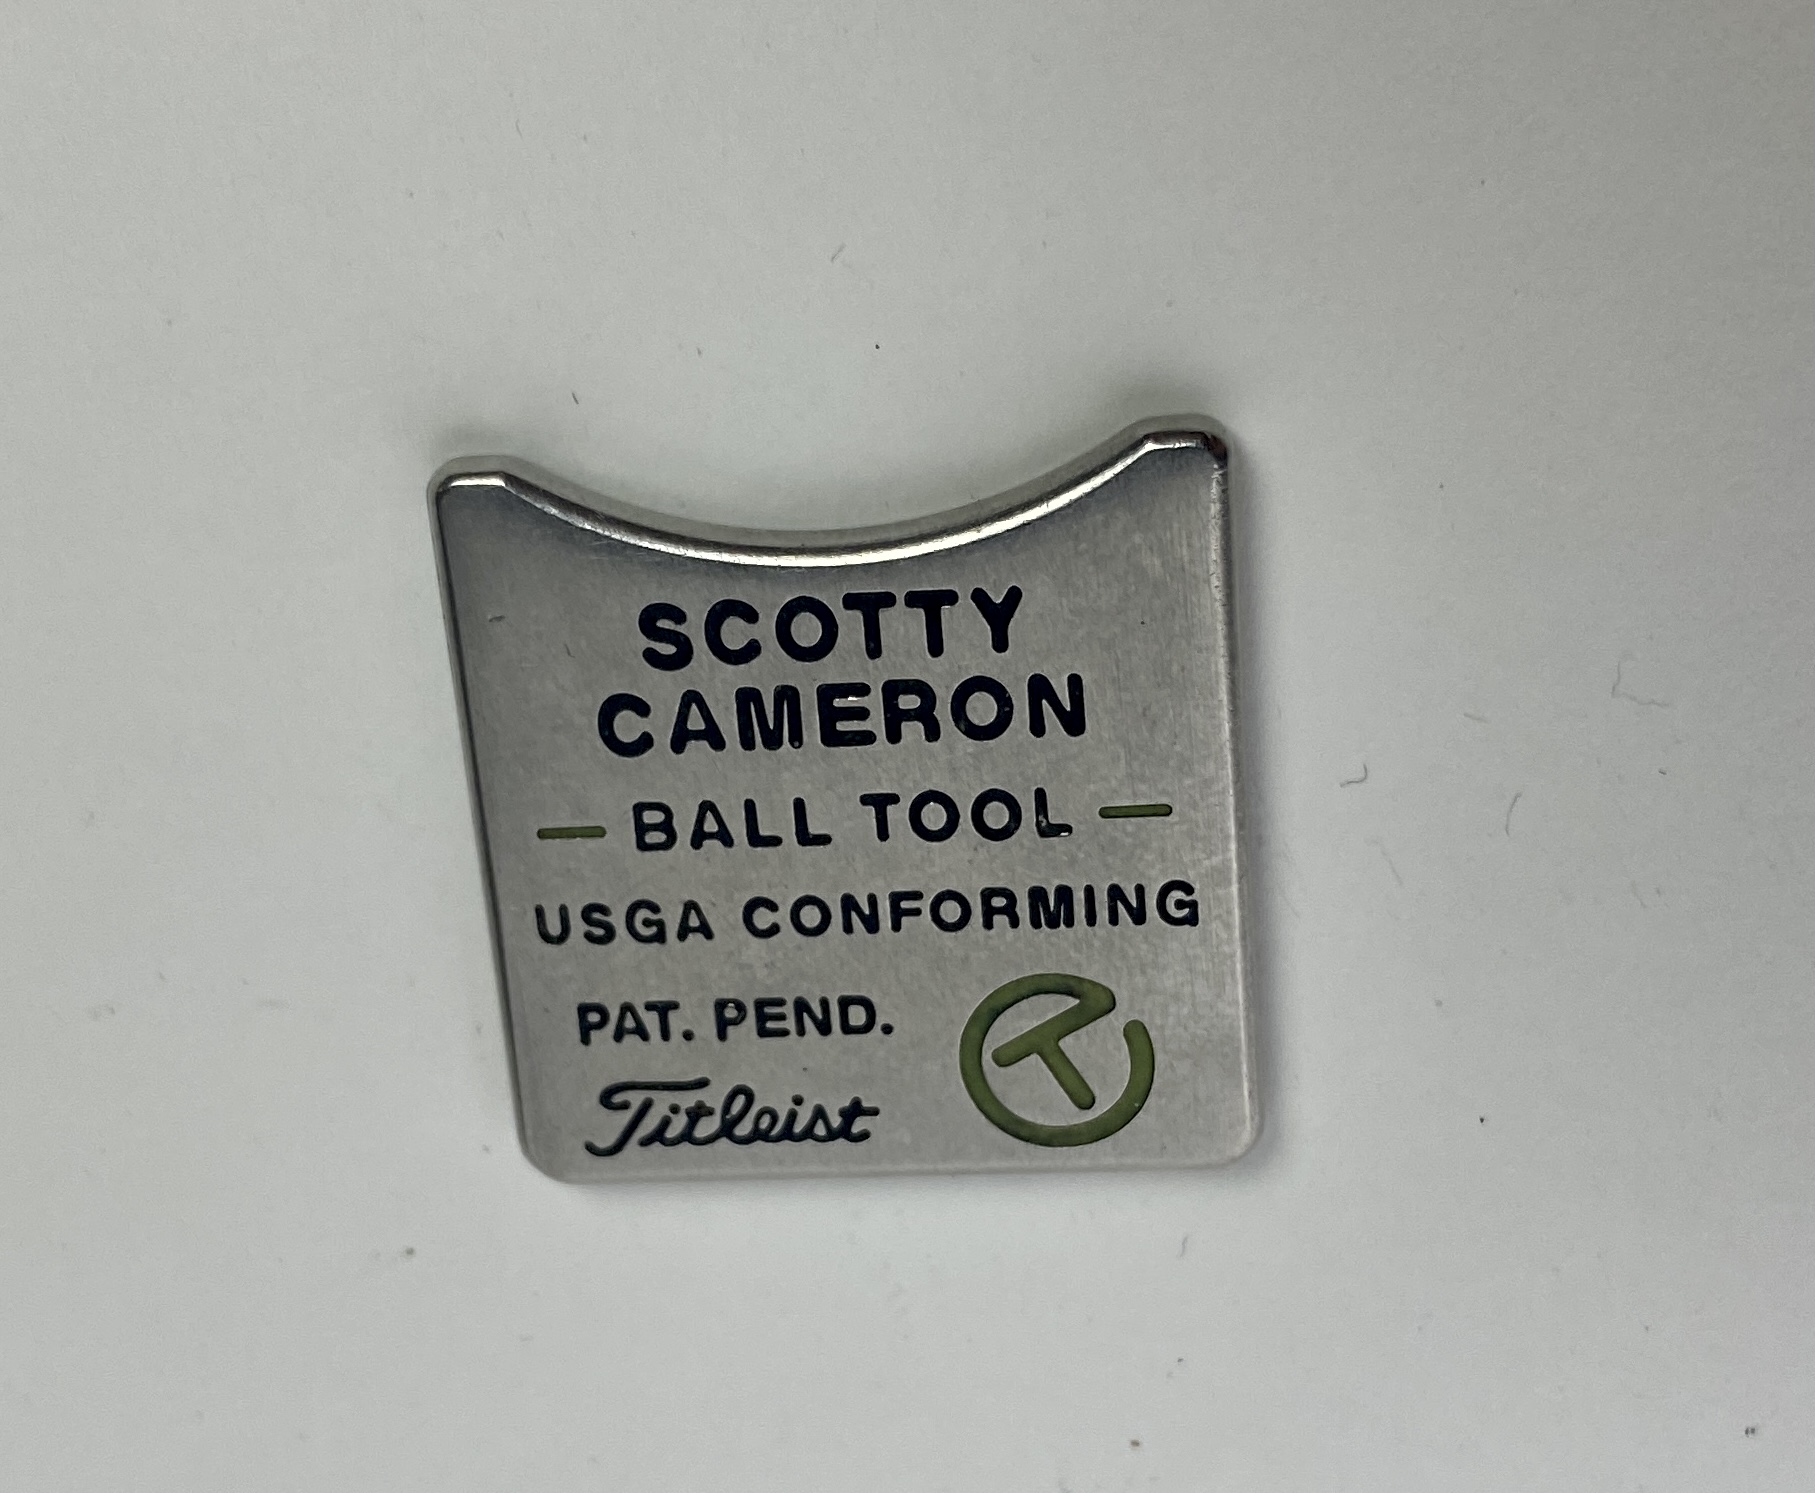 SCOTTY
CAMERON
— BALL TOOL —
USGA CONFORMING
PAT. PEND.
Titleist